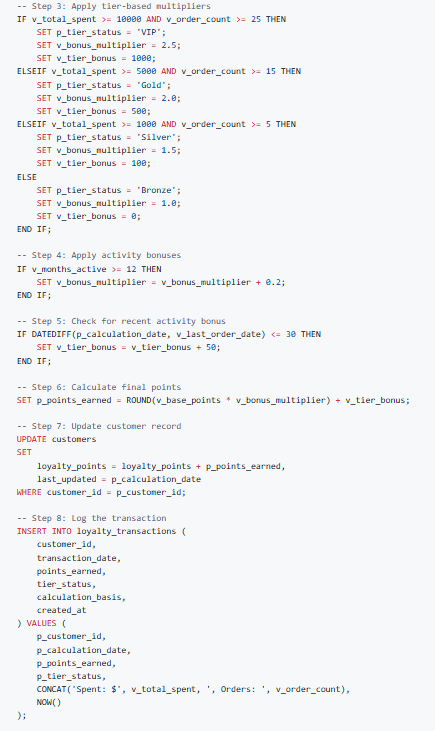 -- Step 3: Apply tier-based multipliers
IF v_total_spent >= 10000 AND v_order_count >= 25 THEN
    SET p_tier_status = 'VIP';
    SET v_bonus_multiplier = 2.5;
    SET v_tier_bonus = 1000;
ELSEIF v_total_spent >= 5000 AND v_order_count >= 15 THEN
    SET p_tier_status = 'Gold';
    SET v_bonus_multiplier = 2.0;
    SET v_tier_bonus = 500;
ELSEIF v_total_spent >= 1000 AND v_order_count >= 5 THEN
    SET p_tier_status = 'Silver';
    SET v_bonus_multiplier = 1.5;
    SET v_tier_bonus = 100;
ELSE
    SET p_tier_status = 'Bronze';
    SET v_bonus_multiplier = 1.0;
    SET v_tier_bonus = 0;
END IF;
-- Step 4: Apply activity bonuses
IF v_months_active >= 12 THEN
    SET v_bonus_multiplier = v_bonus_multiplier + 0.2;
END IF;
-- Step 5: Check for recent activity bonus
IF DATEDIFF(p_calculation_date, v_last_order_date) <= 30 THEN
    SET v_tier_bonus = v_tier_bonus + 50;
END IF;
-- Step 6: Calculate final points
SET p_points_earned = ROUND(v_base_points * v_bonus_multiplier) + v_tier_bonus;
-- Step 7: Update customer record
UPDATE customers
SET
    loyalty_points = loyalty_points + p_points_earned,
    last_updated = p_calculation_date
WHERE customer_id = p_customer_id;
-- Step 8: Log the transaction
INSERT INTO loyalty_transactions (
    customer_id,
    transaction_date,
    points_earned,
    tier_status,
    calculation_basis,
    created_at
) VALUES (
    p_customer_id,
    p_calculation_date,
    p_points_earned,
    p_tier_status,
    CONCAT('Spent: $', v_total_spent, ', Orders: ', v_order_count),
    NOW()
);